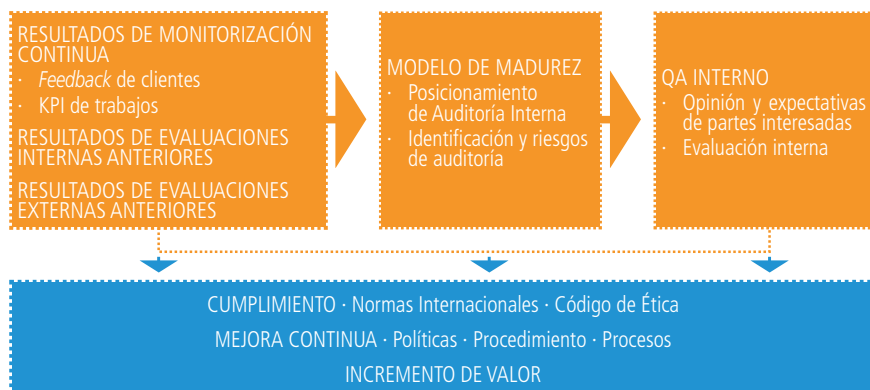 RESULTADOS DE MONITORIZACIÓN
CONTINUA
· Feedback de clientes
· KPI de trabajos
RESULTADOS DE EVALUACIONES
INTERNAS ANTERIORES
RESULTADOS DE EVALUACIONES
EXTERNAS ANTERIORES
MODELO DE MADUREZ
· Posicionamiento
de Auditoría Interna
· Identificación y riesgos
de auditoría
QA INTERNO
· Opinión y expectativas
de partes interesadas
· Evaluación interna
CUMPLIMIENTO · Normas Internacionales · Código de Ética
MEJORA CONTINUA · Políticas · Procedimiento · Procesos
INCREMENTO DE VALOR